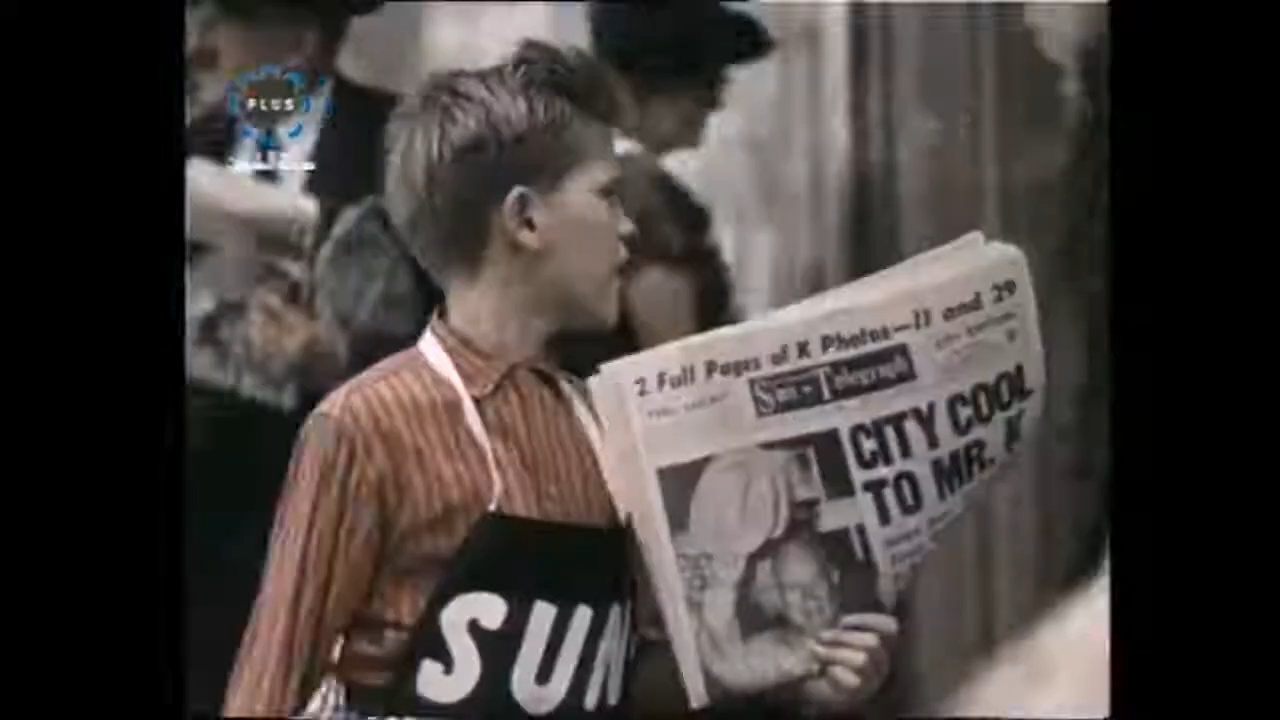 PLUS
2 Full Pages of K Photos—11 and 29
Sun-Telegraph
CITY COOL
TO MR. K
SUN